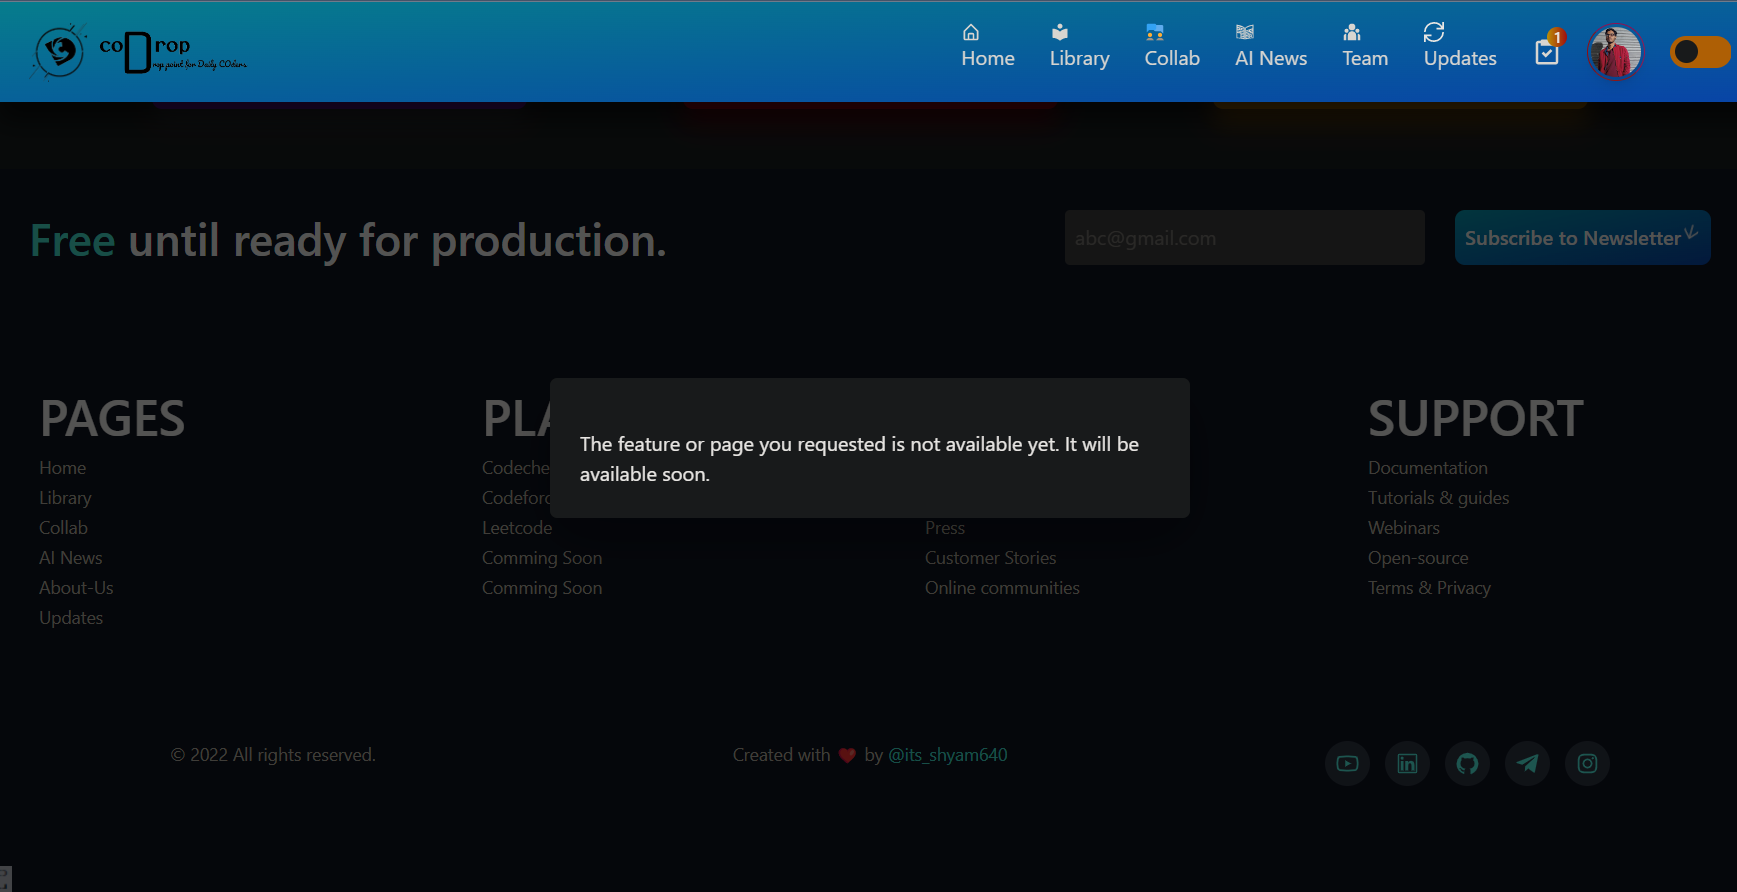 coDrop
Drop point for Daily COders
Home
Library
Collab
AI News
Team
Updates
1
Free until ready for production.
abc@gmail.com
Subscribe to Newsletter
The feature or page you requested is not available yet. It will be
available soon.
PAGES
Home
Library
Collab
AI News
About-Us
Updates
PLA
Codeche
Codeforc
Leetcode
Comming Soon
Comming Soon
Press
Customer Stories
Online communities
SUPPORT
Documentation
Tutorials & guides
Webinars
Open-source
Terms & Privacy
© 2022 All rights reserved.
Created with ❤️ by @its_shyam640